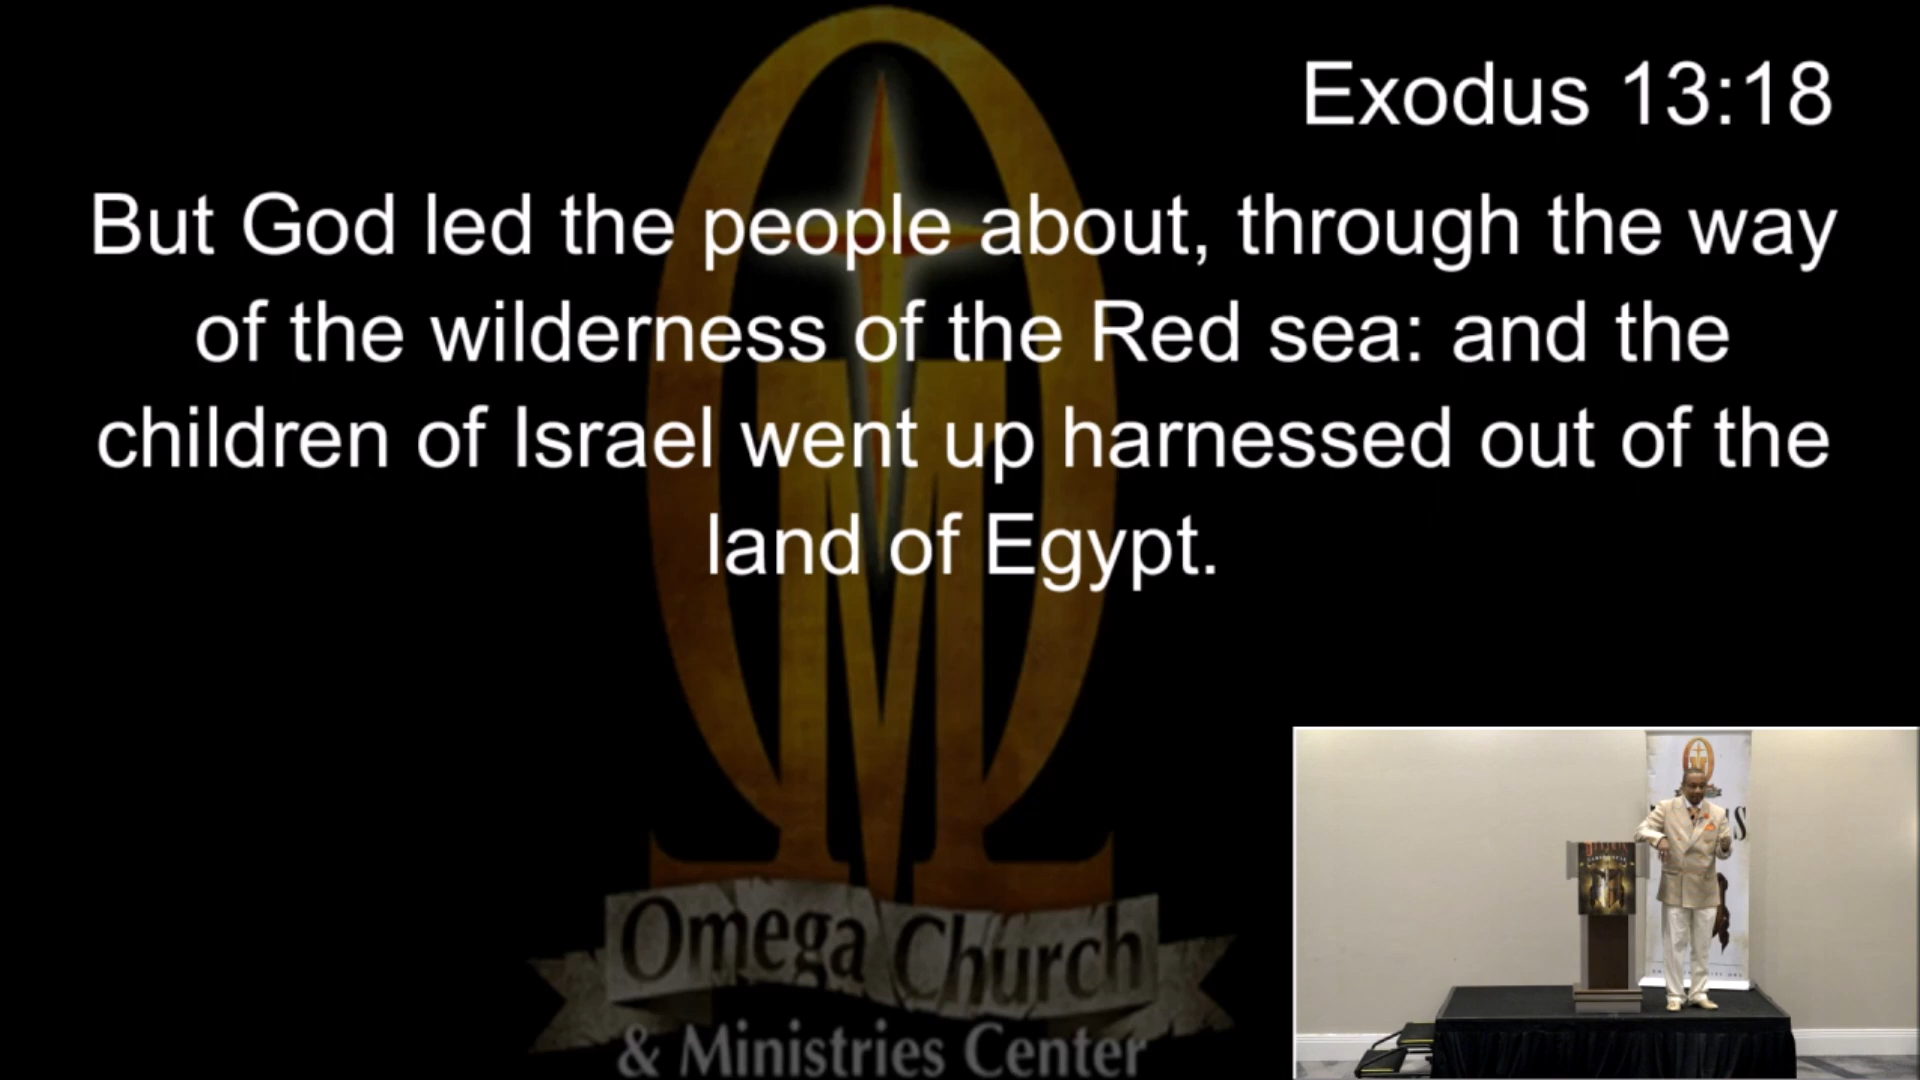 Exodus 13:18
But God led the people about, through the way
of the wilderness of the Red sea: and the
children of Israel went up harnessed out of the
land of Egypt.
Omega Church
& Ministries Center